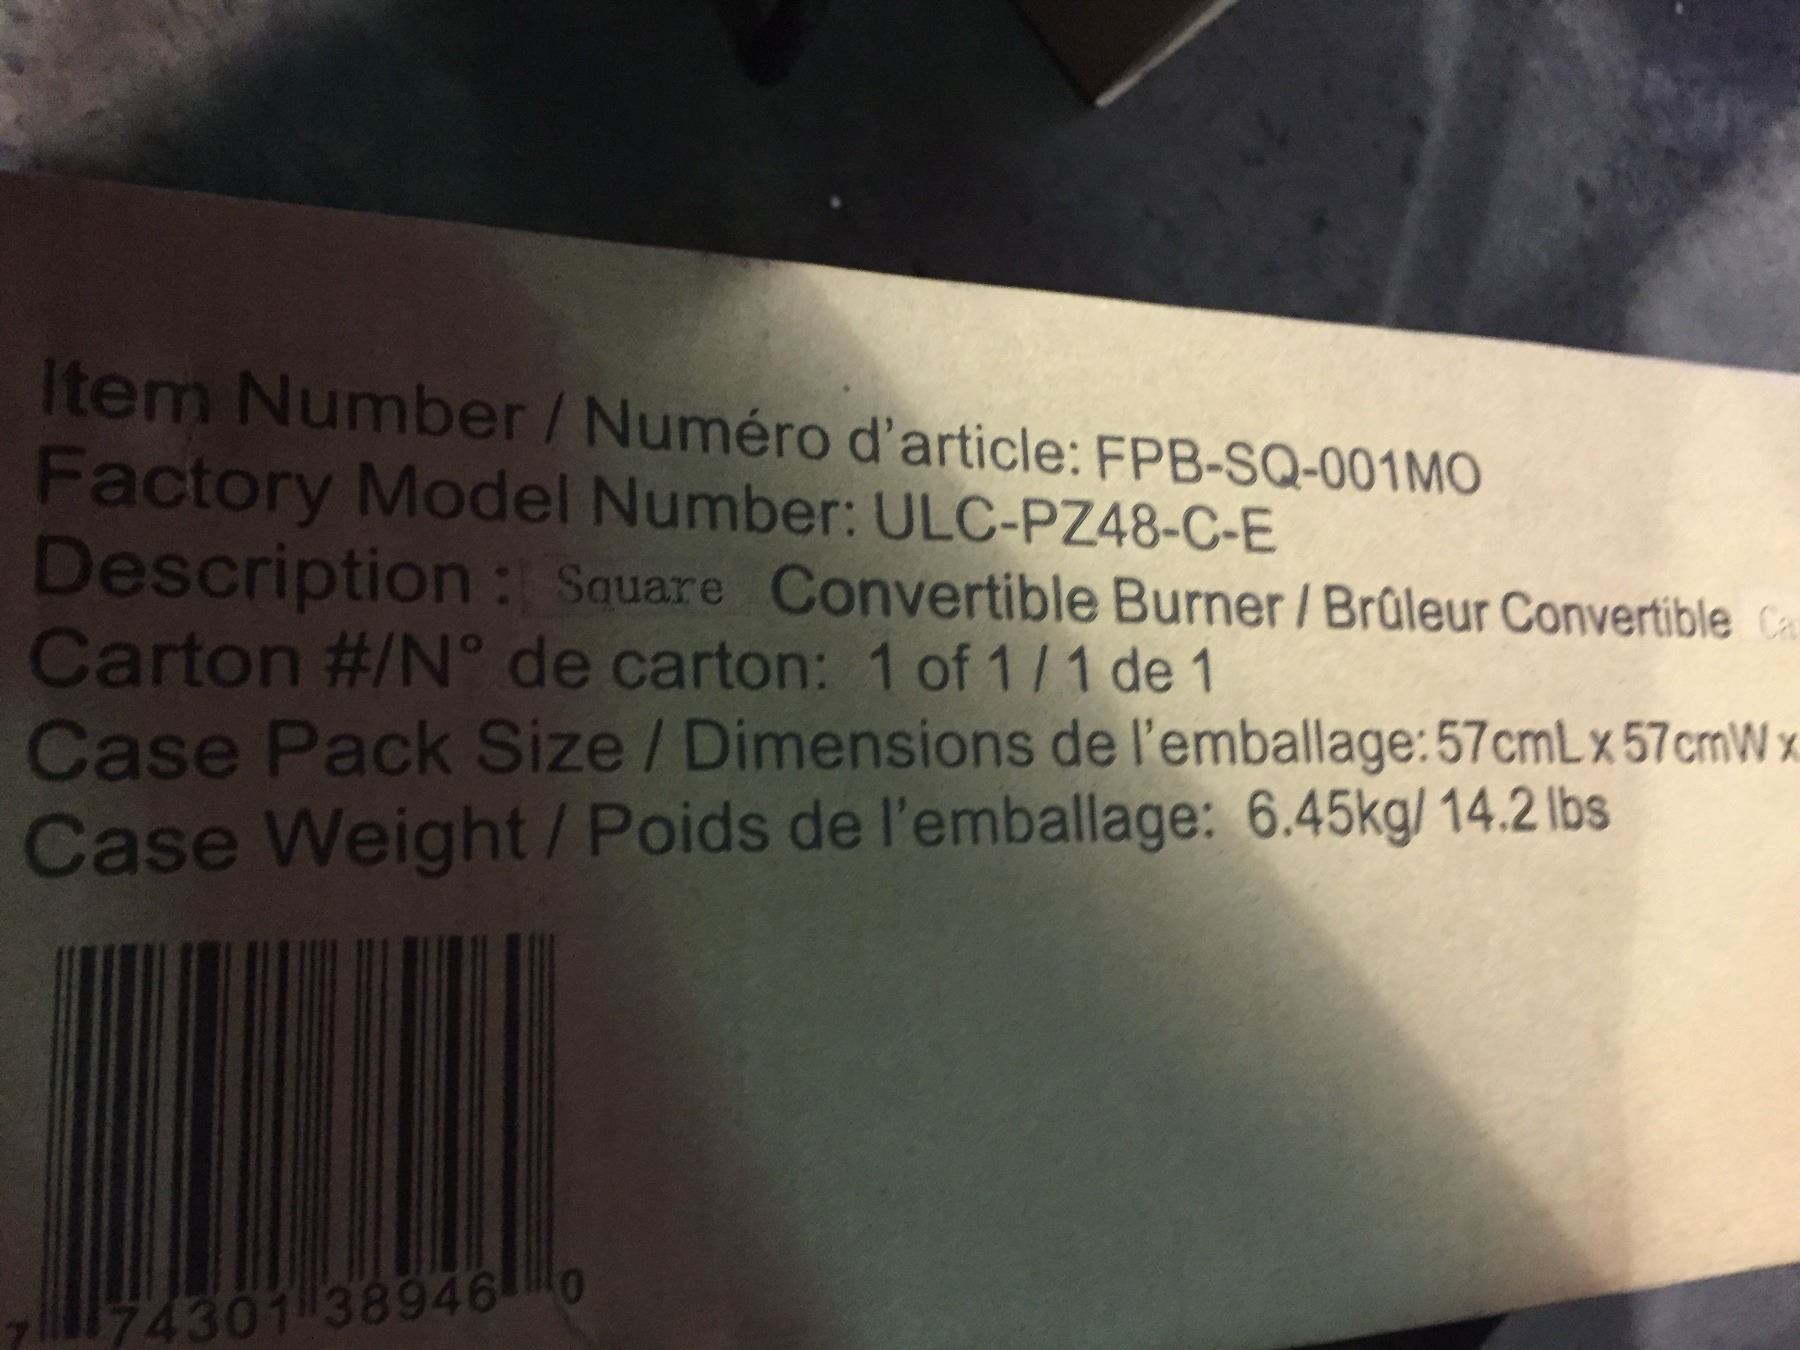 Item Number / Numéro d'article: FPB-SQ-001MO
Factory Model Number: ULC-PZ48-C-E
Description : Square Convertible Burner / Brûleur Convertible
Carton #/N° de carton: 1 of 1 / 1 de 1
Case Pack Size / Dimensions de l'emballage: 57cmL x 57cmW x
Case Weight / Poids de l'emballage: 6.45kg/ 14.2 lbs
7 74301 38946 0